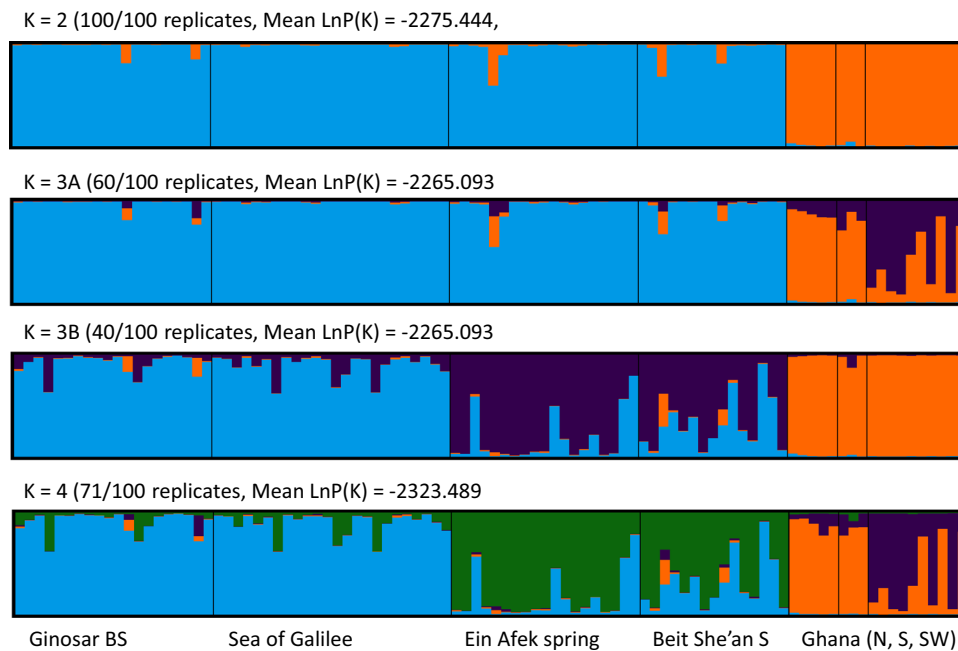 K = 2 (100/100 replicates, Mean LnP(K) = -2275.444,
K = 3A (60/100 replicates, Mean LnP(K) = -2265.093
K = 3B (40/100 replicates, Mean LnP(K) = -2265.093
K = 4 (71/100 replicates, Mean LnP(K) = -2323.489
Ginosar BS Sea of Galilee Ein Afek spring Beit She'an S Ghana (N, S, SW)